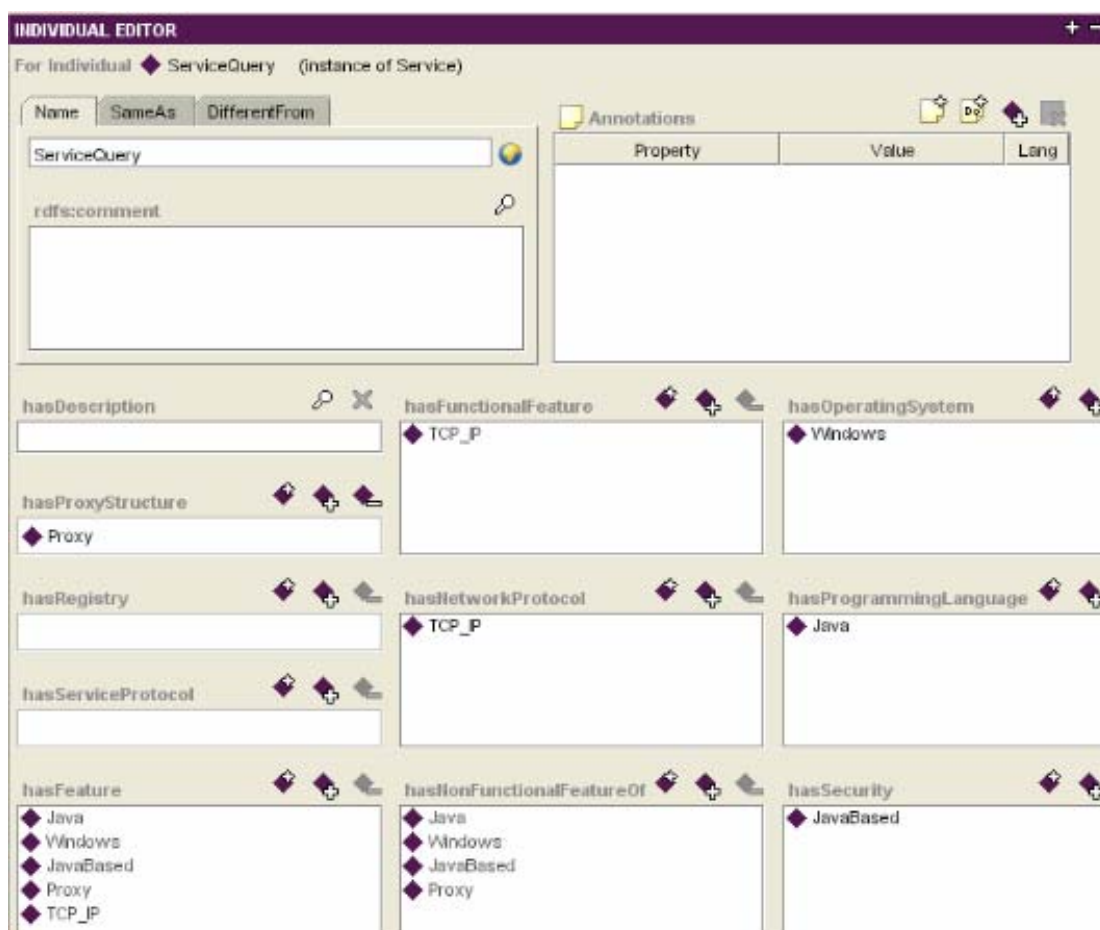 INDIVIDUAL EDITOR
For Individual ServiceQuery (instance of Service)
Name SameAs DifferentFrom
ServiceQuery
rdfs:comment
Annotations
Property Value Lang
hasDescription
hasProxyStructure
Proxy
hasRegistry
hasServiceProtocol
hasFeature
Java
Windows
JavaBased
Proxy
TCP_IP
hasFunctionalFeature
TCP_IP
hasNetworkProtocol
TCP_IP
hasNonFunctionalFeatureOf
Java
Windows
JavaBased
Proxy
hasOperatingSystem
Windows
hasProgrammingLanguage
Java
hasSecurity
JavaBased